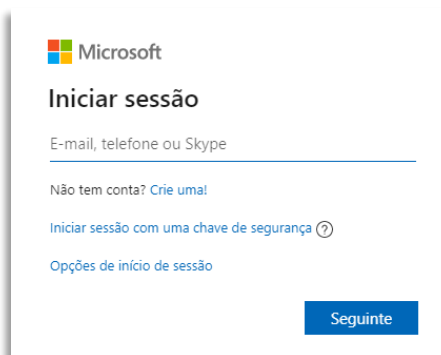 Microsoft
Iniciar sessão
E-mail, telefone ou Skype
Não tem conta? Crie uma!
Iniciar sessão com uma chave de segurança ?
Opções de início de sessão
Seguinte